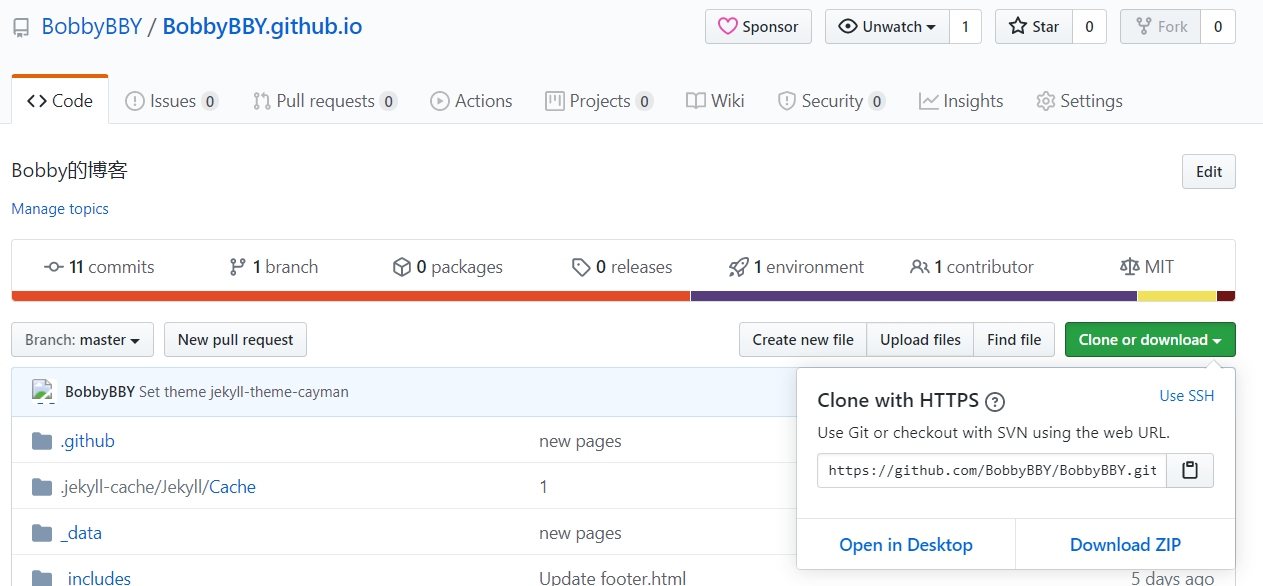 BobbyBBY / BobbyBBY.github.io
Sponsor Unwatch 1 Star 0 Fork 0
Code Issues 0 Pull requests 0 Actions Projects 0 Wiki Security 0 Insights Settings
Bobby的博客 Edit
Manage topics
11 commits 1 branch 0 packages 0 releases 1 environment 1 contributor MIT
Branch: master New pull request Create new file Upload files Find file Clone or download
BobbyBBY Set theme jekyll-theme-cayman
Clone with HTTPS ? Use SSH
Use Git or checkout with SVN using the web URL.
https://github.com/BobbyBBY/BobbyBBY.git
Open in Desktop Download ZIP
.github new pages
.jekyll-cache/Jekyll/Cache 1
_data new pages
_includes Update footer.html 5 days ago